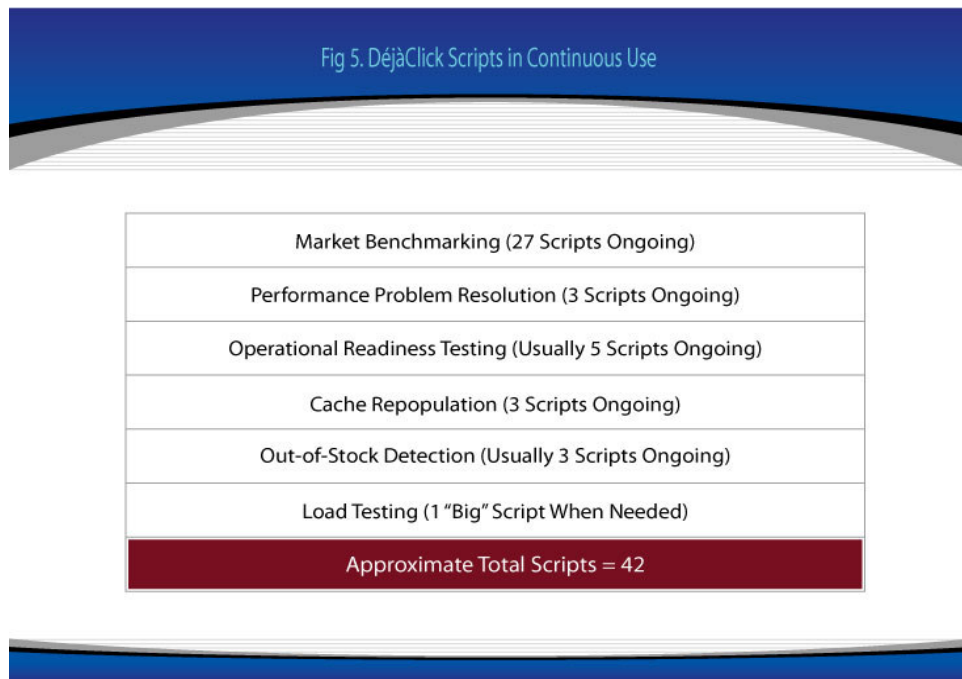 Fig 5. DéjàClick Scripts in Continuous Use
Market Benchmarking (27 Scripts Ongoing)
Performance Problem Resolution (3 Scripts Ongoing)
Operational Readiness Testing (Usually 5 Scripts Ongoing)
Cache Repopulation (3 Scripts Ongoing)
Out-of-Stock Detection (Usually 3 Scripts Ongoing)
Load Testing (1 “Big” Script When Needed)
Approximate Total Scripts = 42